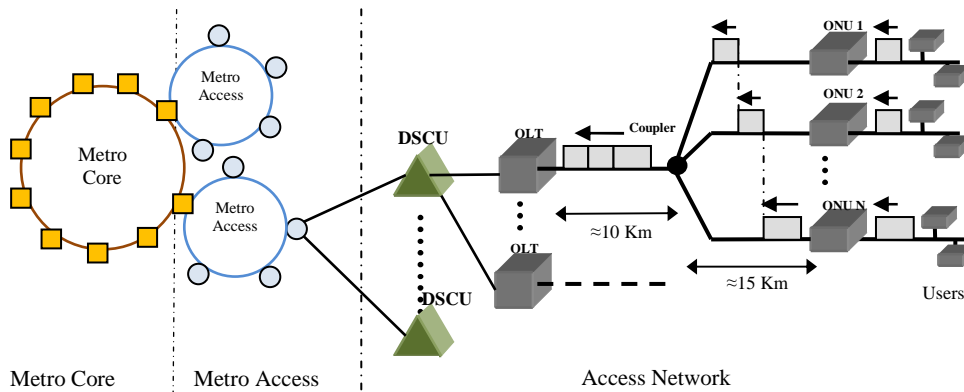 ONU 1
Metro
Access
ONU 2
Coupler
DSCU
OLT
Metro
Core
Metro
Access
ONU N
≈10 Km
OLT
≈15 Km
DSCU
Users
Metro Core
Metro Access
Access Network